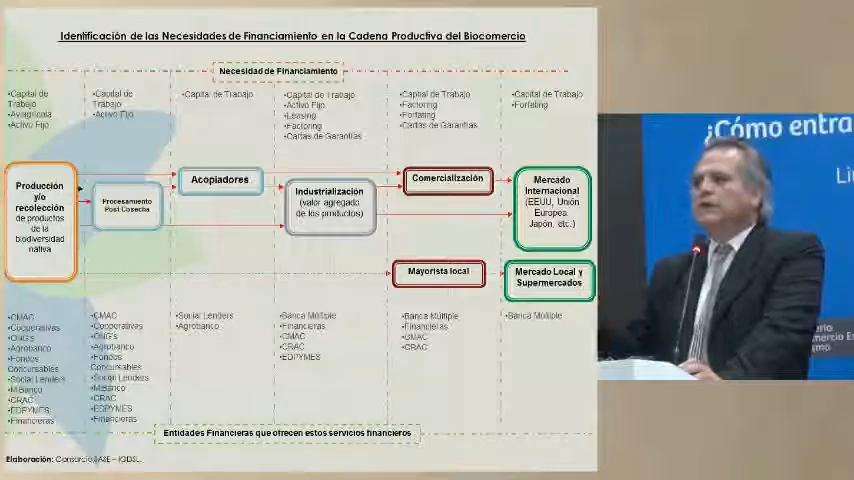 Identificación de las Necesidades de Financiamiento en la Cadena Productiva del Biocomercio
Necesidad de Financiamiento
•Capital de
Trabajo
•Avíagrícola
•Activo Fijo
•Capital de
Trabajo
•Activo Fijo
•Capital de Trabajo
•Capital de Trabajo
•Activo Fijo
•Leasing
•Factoring
•Cartas de Garantías
•Capital de Trabajo
•Factoring
•Forfating
•Cartas de Garantías
•Capital de Trabajo
•Forfating
Producción
y/o
recolección
de productos
de la
biodiversidad
nativa
Procesamiento
Post Cosecha
Acopiadores
Industrialización
(valor agregado
de los productos)
Comercialización
Mercado
Internacional
(EEUU, Unión
Europea
Japón, etc.)
Mayorista local
Mercado Local y
Supermercados
•CMAC
•Cooperativas
•ONG's
•Agrobanco
•Fondos
Concursables
•Social Lenders
•MiBanco
•CRAC
•EDPYMES
•Financieras
•CMAC
•Cooperativas
•ONG's
•Agrobanco
•Fondos
Concursables
•Social Lenders
•MiBanco
•CRAC
•EDPYMES
•Financieras
•Social Lenders
•Agrobanco
•Banca Múltiple
•Financieras
•CMAC
•CRAC
•EDPYMES
•Banca Múltiple
•Financieras
•CMAC
•CRAC
•Banca Múltiple
Entidades Financieras que ofrecen estos servicios financieros
Elaboración: Consorcio BASE –
¿Cómo entra
Li